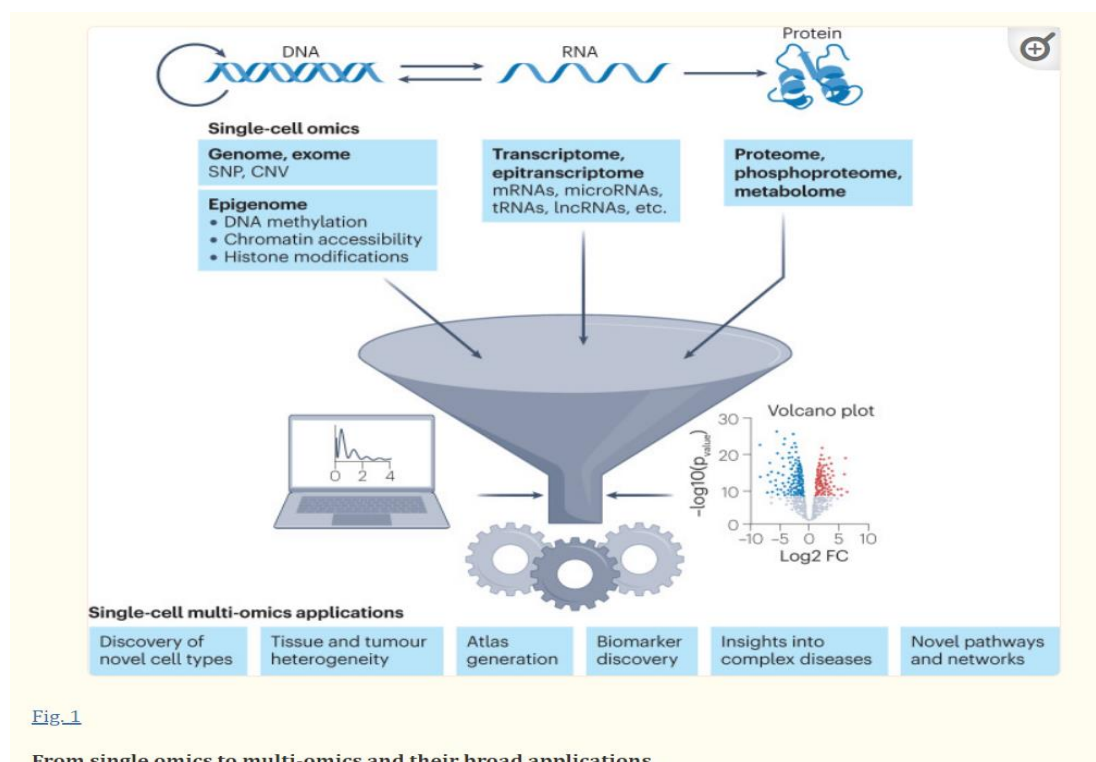 DNA
RNA
Protein
Single-cell omics
Genome, exome
SNP, CNV
Epigenome
• DNA methylation
• Chromatin accessibility
• Histone modifications
Transcriptome,
epitranscriptome
mRNAs, microRNAs,
tRNAs, lncRNAs, etc.
Proteome,
phosphoproteome,
metabolome
0 2 4
Volcano plot
30
20
10
0
-log10(pvalue)
-10 -5 0 5 10
Log2 FC
Single-cell multi-omics applications
Discovery of
novel cell types
Tissue and tumour
heterogeneity
Atlas
generation
Biomarker
discovery
Insights into
complex diseases
Novel pathways
and networks
Fig. 1
From single omics to multi-omics and their broad applications